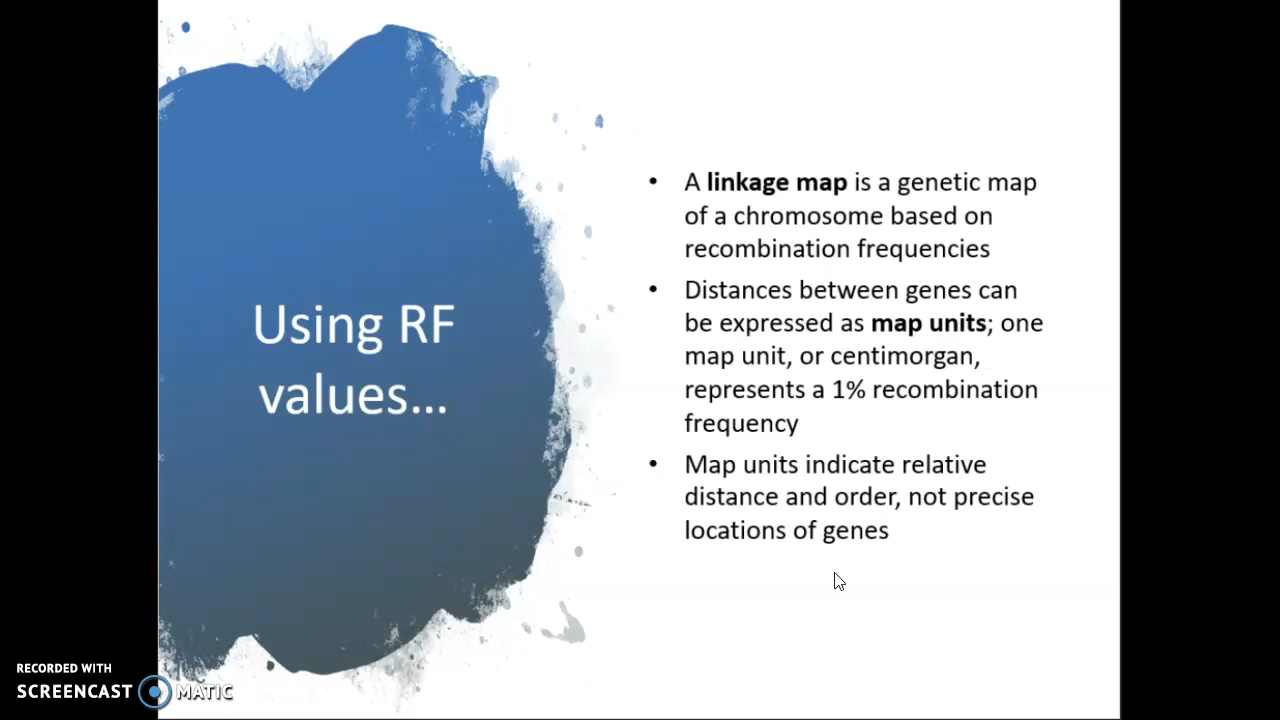 Using RF
values...
• A linkage map is a genetic map
of a chromosome based on
recombination frequencies
• Distances between genes can
be expressed as map units; one
map unit, or centimorgan,
represents a 1% recombination
frequency
• Map units indicate relative
distance and order, not precise
locations of genes
RECORDED WITH
SCREENCAST MATIC